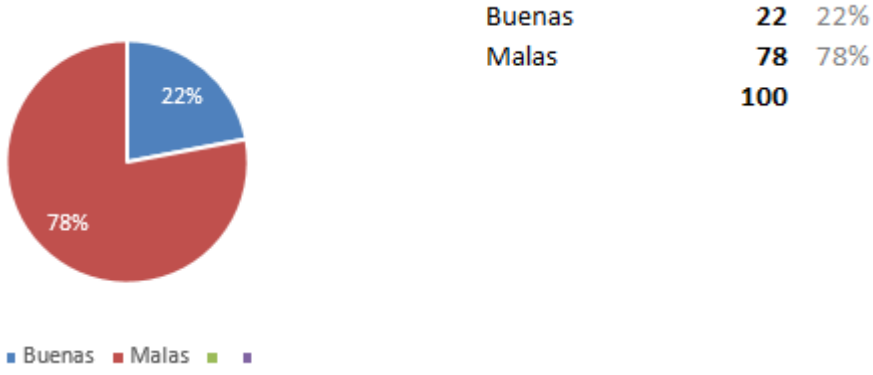 Buenas 22 22%
Malas 78 78%
100
22%
78%
Buenas Malas